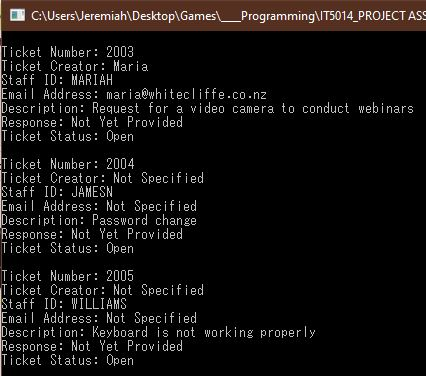 C:\Users\Jeremiah\Desktop\Games\____Programming\IT5014_PROJECT ASS
Ticket Number: 2003
Ticket Creator: Maria
Staff ID: MARIAH
Email Address: maria@whitecliffe.co.nz
Description: Request for a video camera to conduct webinars
Response: Not Yet Provided
Ticket Status: Open
Ticket Number: 2004
Ticket Creator: Not Specified
Staff ID: JAMESN
Email Address: Not Specified
Description: Password change
Response: Not Yet Provided
Ticket Status: Open
Ticket Number: 2005
Ticket Creator: Not Specified
Staff ID: WILLIAMS
Email Address: Not Specified
Description: Keyboard is not working properly
Response: Not Yet Provided
Ticket Status: Open